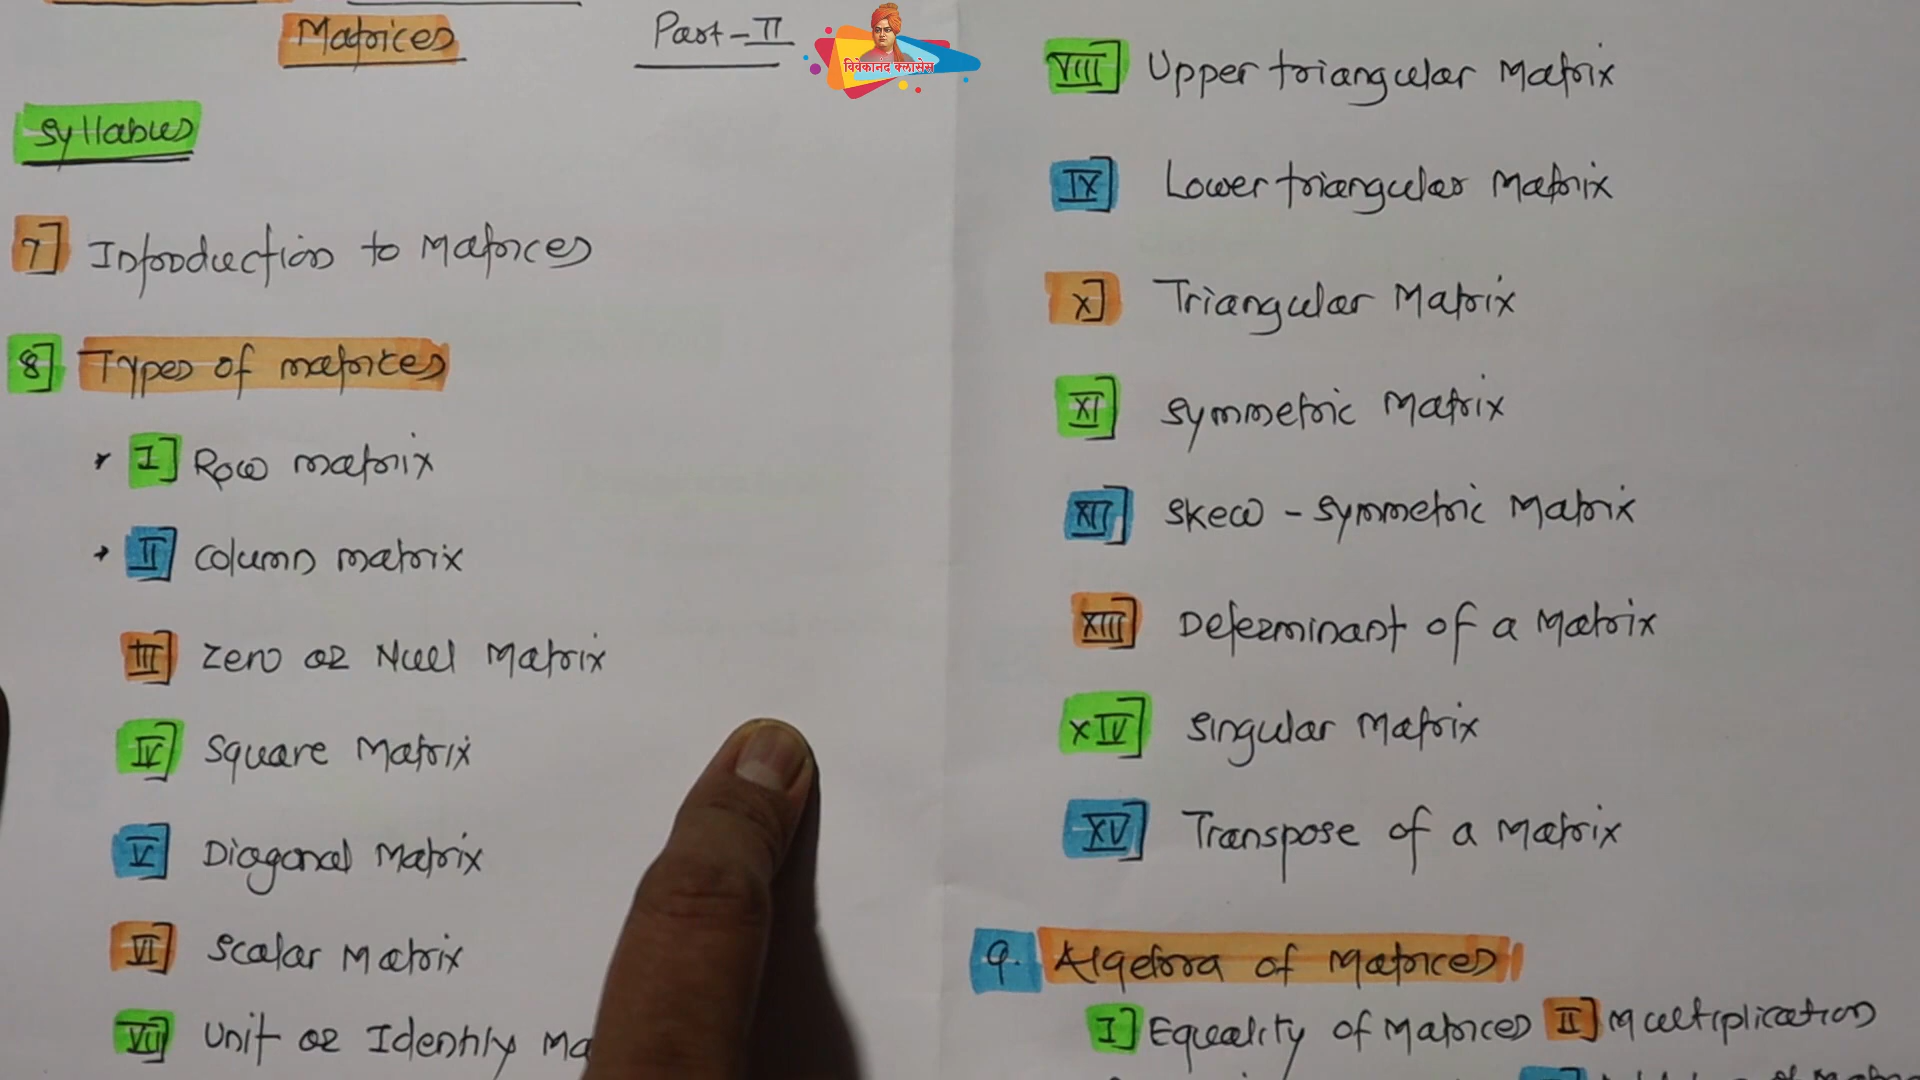 Matrices
Part-II
विवेकानंद क्लासेस
Syllabus
7] Introduction to Matrices
8] Types of matrices
I] Row matrix
II] column matrix
III] Zero or Null Matrix
IV] Square Matrix
V] Diagonal Matrix
VI] Scalar Matrix
VII] Unit or Identity Ma
VIII] Upper triangular Matrix
IX] Lower triangular Matrix
X] Triangular Matrix
XI] Symmetric Matrix
XII] Skew - Symmetric Matrix
XIII] Determinant of a Matrix
XIV] Singular Matrix
XV] Transpose of a Matrix
9. Algebra of Matrices
I] Equality of Matrices II] Multiplication